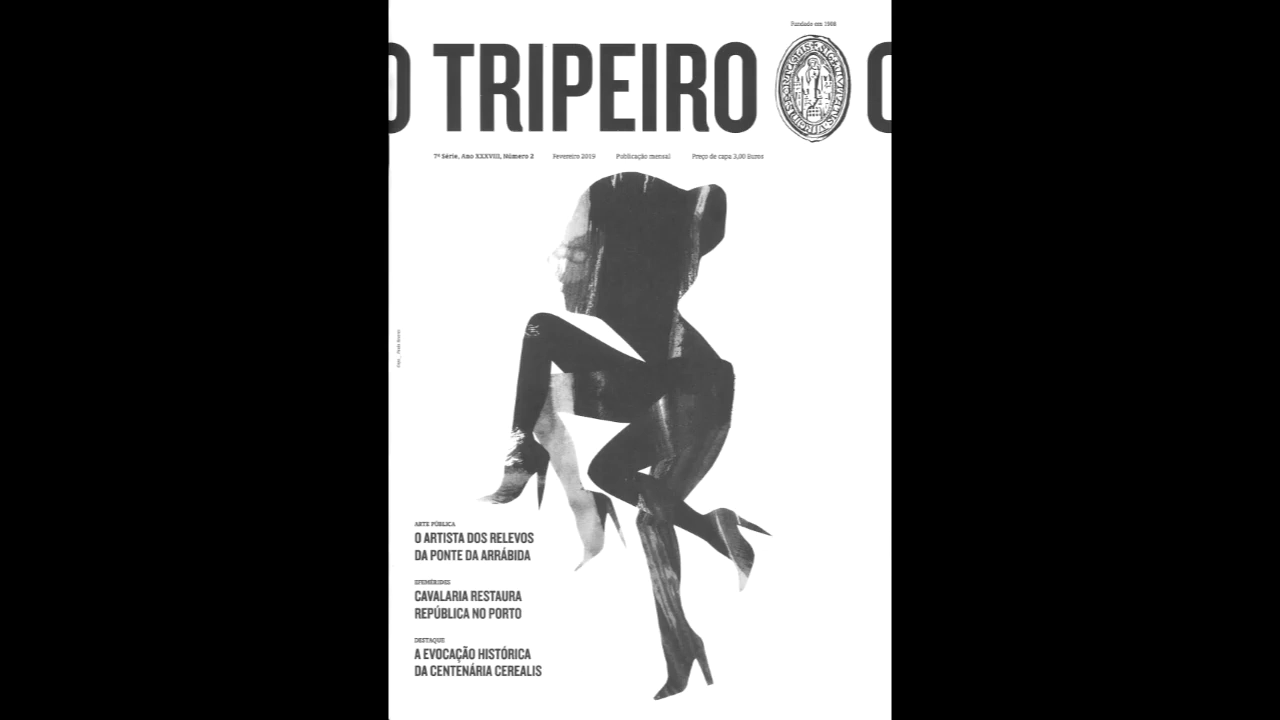 Fundado em 1908
O TRIPEIRO O
7ª Série, Ano XXXVIII, Número 2 Fevereiro 2019 Publicação mensal Preço de capa 3,00 Euros
ARTE PÚBLICA
O ARTISTA DOS RELEVOS
DA PONTE DA ARRÁBIDA
EFEMÉRIDES
CAVALARIA RESTAURA
REPÚBLICA NO PORTO
DESTAQUE
A EVOCAÇÃO HISTÓRICA
DA CENTENÁRIA CEREALIS